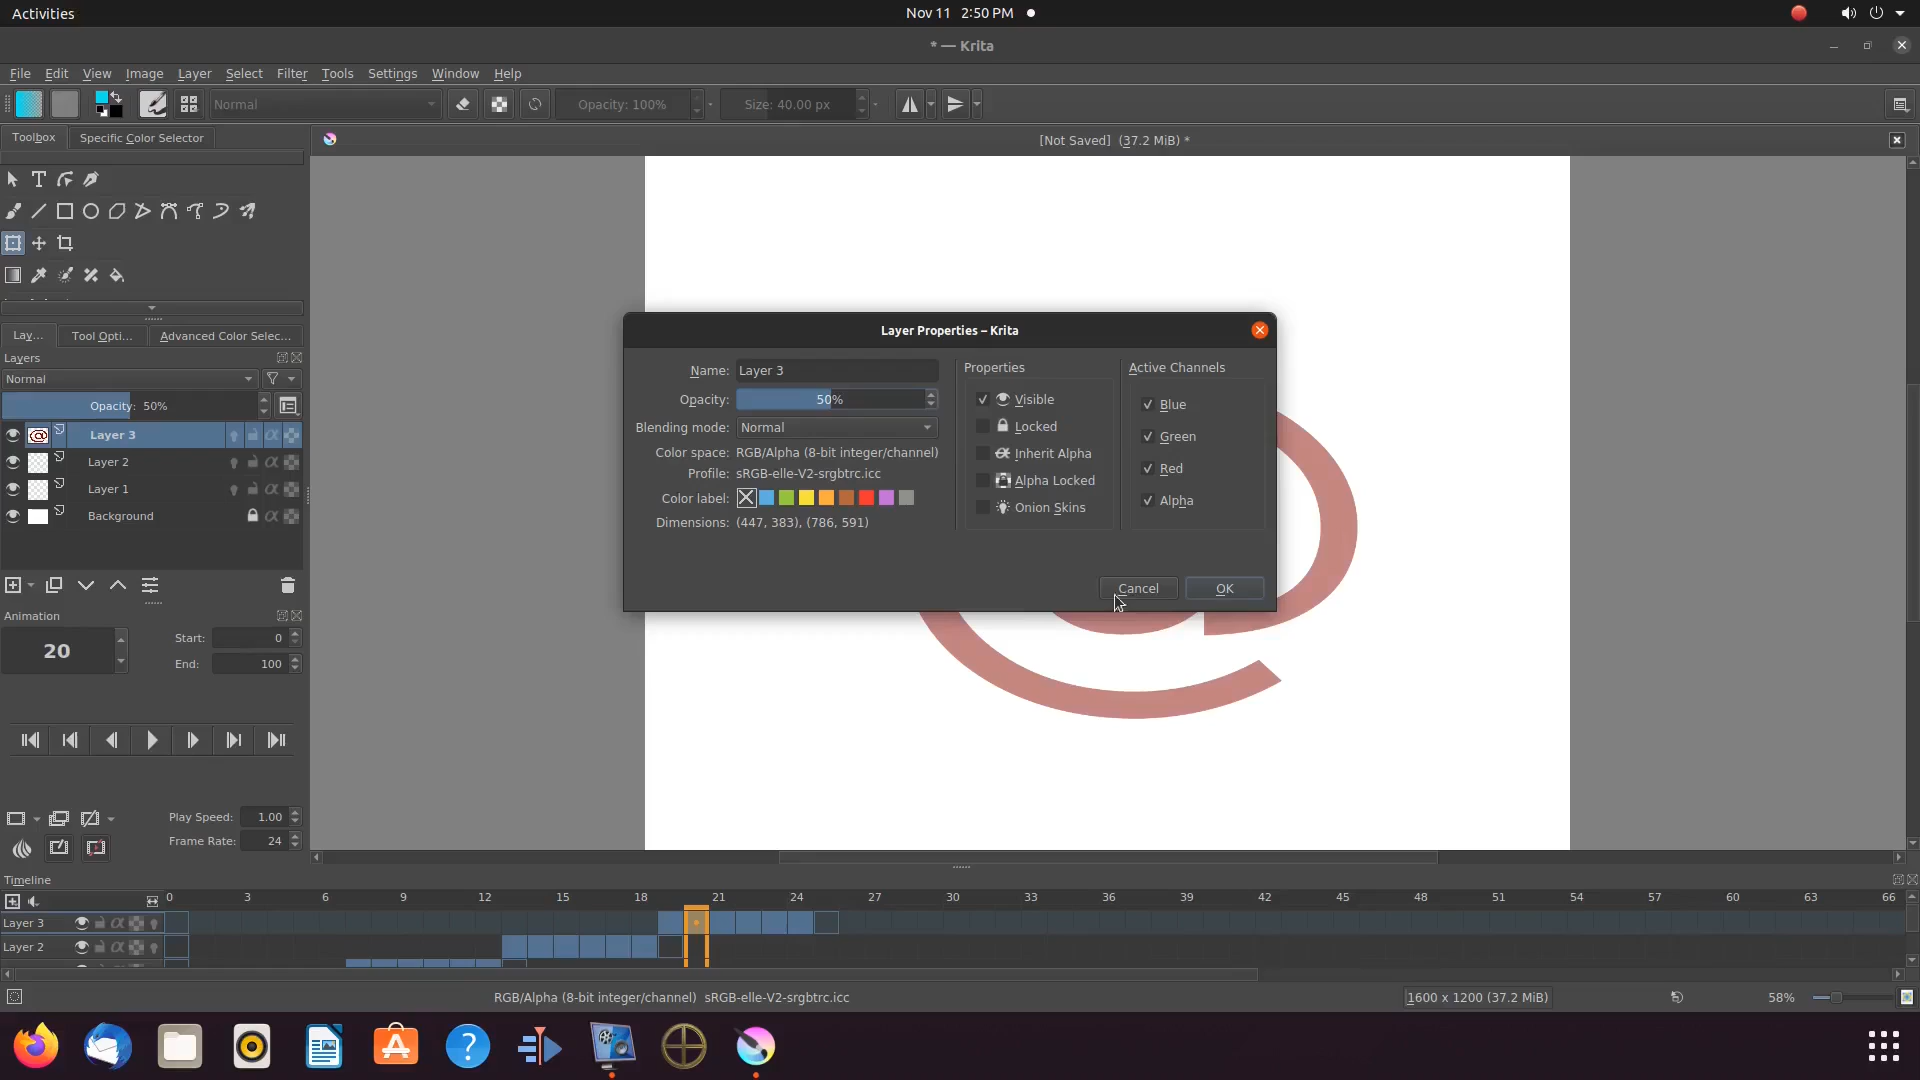 Activities
Nov 11 2:50 PM
* — Krita
File Edit View Image Layer Select Filter Tools Settings Window Help
Normal
Opacity: 100%
Size: 40.00 px
Toolbox
Specific Color Selector
[Not Saved] (37.2 MiB) *
Lay...
Tool Opti...
Advanced Color Selec...
Layers
Normal
Opacity: 50%
Layer 3
Layer 2
Layer 1
Background
Layer Properties – Krita
Name: Layer 3
Opacity: 50%
Blending mode: Normal
Color space: RGB/Alpha (8-bit integer/channel)
Profile: sRGB-elle-V2-srgbtrc.icc
Color label:
Dimensions: (447, 383), (786, 591)
Properties
Visible
Locked
Inherit Alpha
Alpha Locked
Onion Skins
Active Channels
Blue
Green
Red
Alpha
Cancel
OK
Animation
20
Start: 0
End: 100
Play Speed: 1.00
Frame Rate: 24
Timeline
0 3 6 9 12 15 18 21 24 27 30 33 36 39 42 45 48 51 54 57 60 63 66
Layer 3
Layer 2
RGB/Alpha (8-bit integer/channel) sRGB-elle-V2-srgbtrc.icc
1600 x 1200 (37.2 MiB)
58%